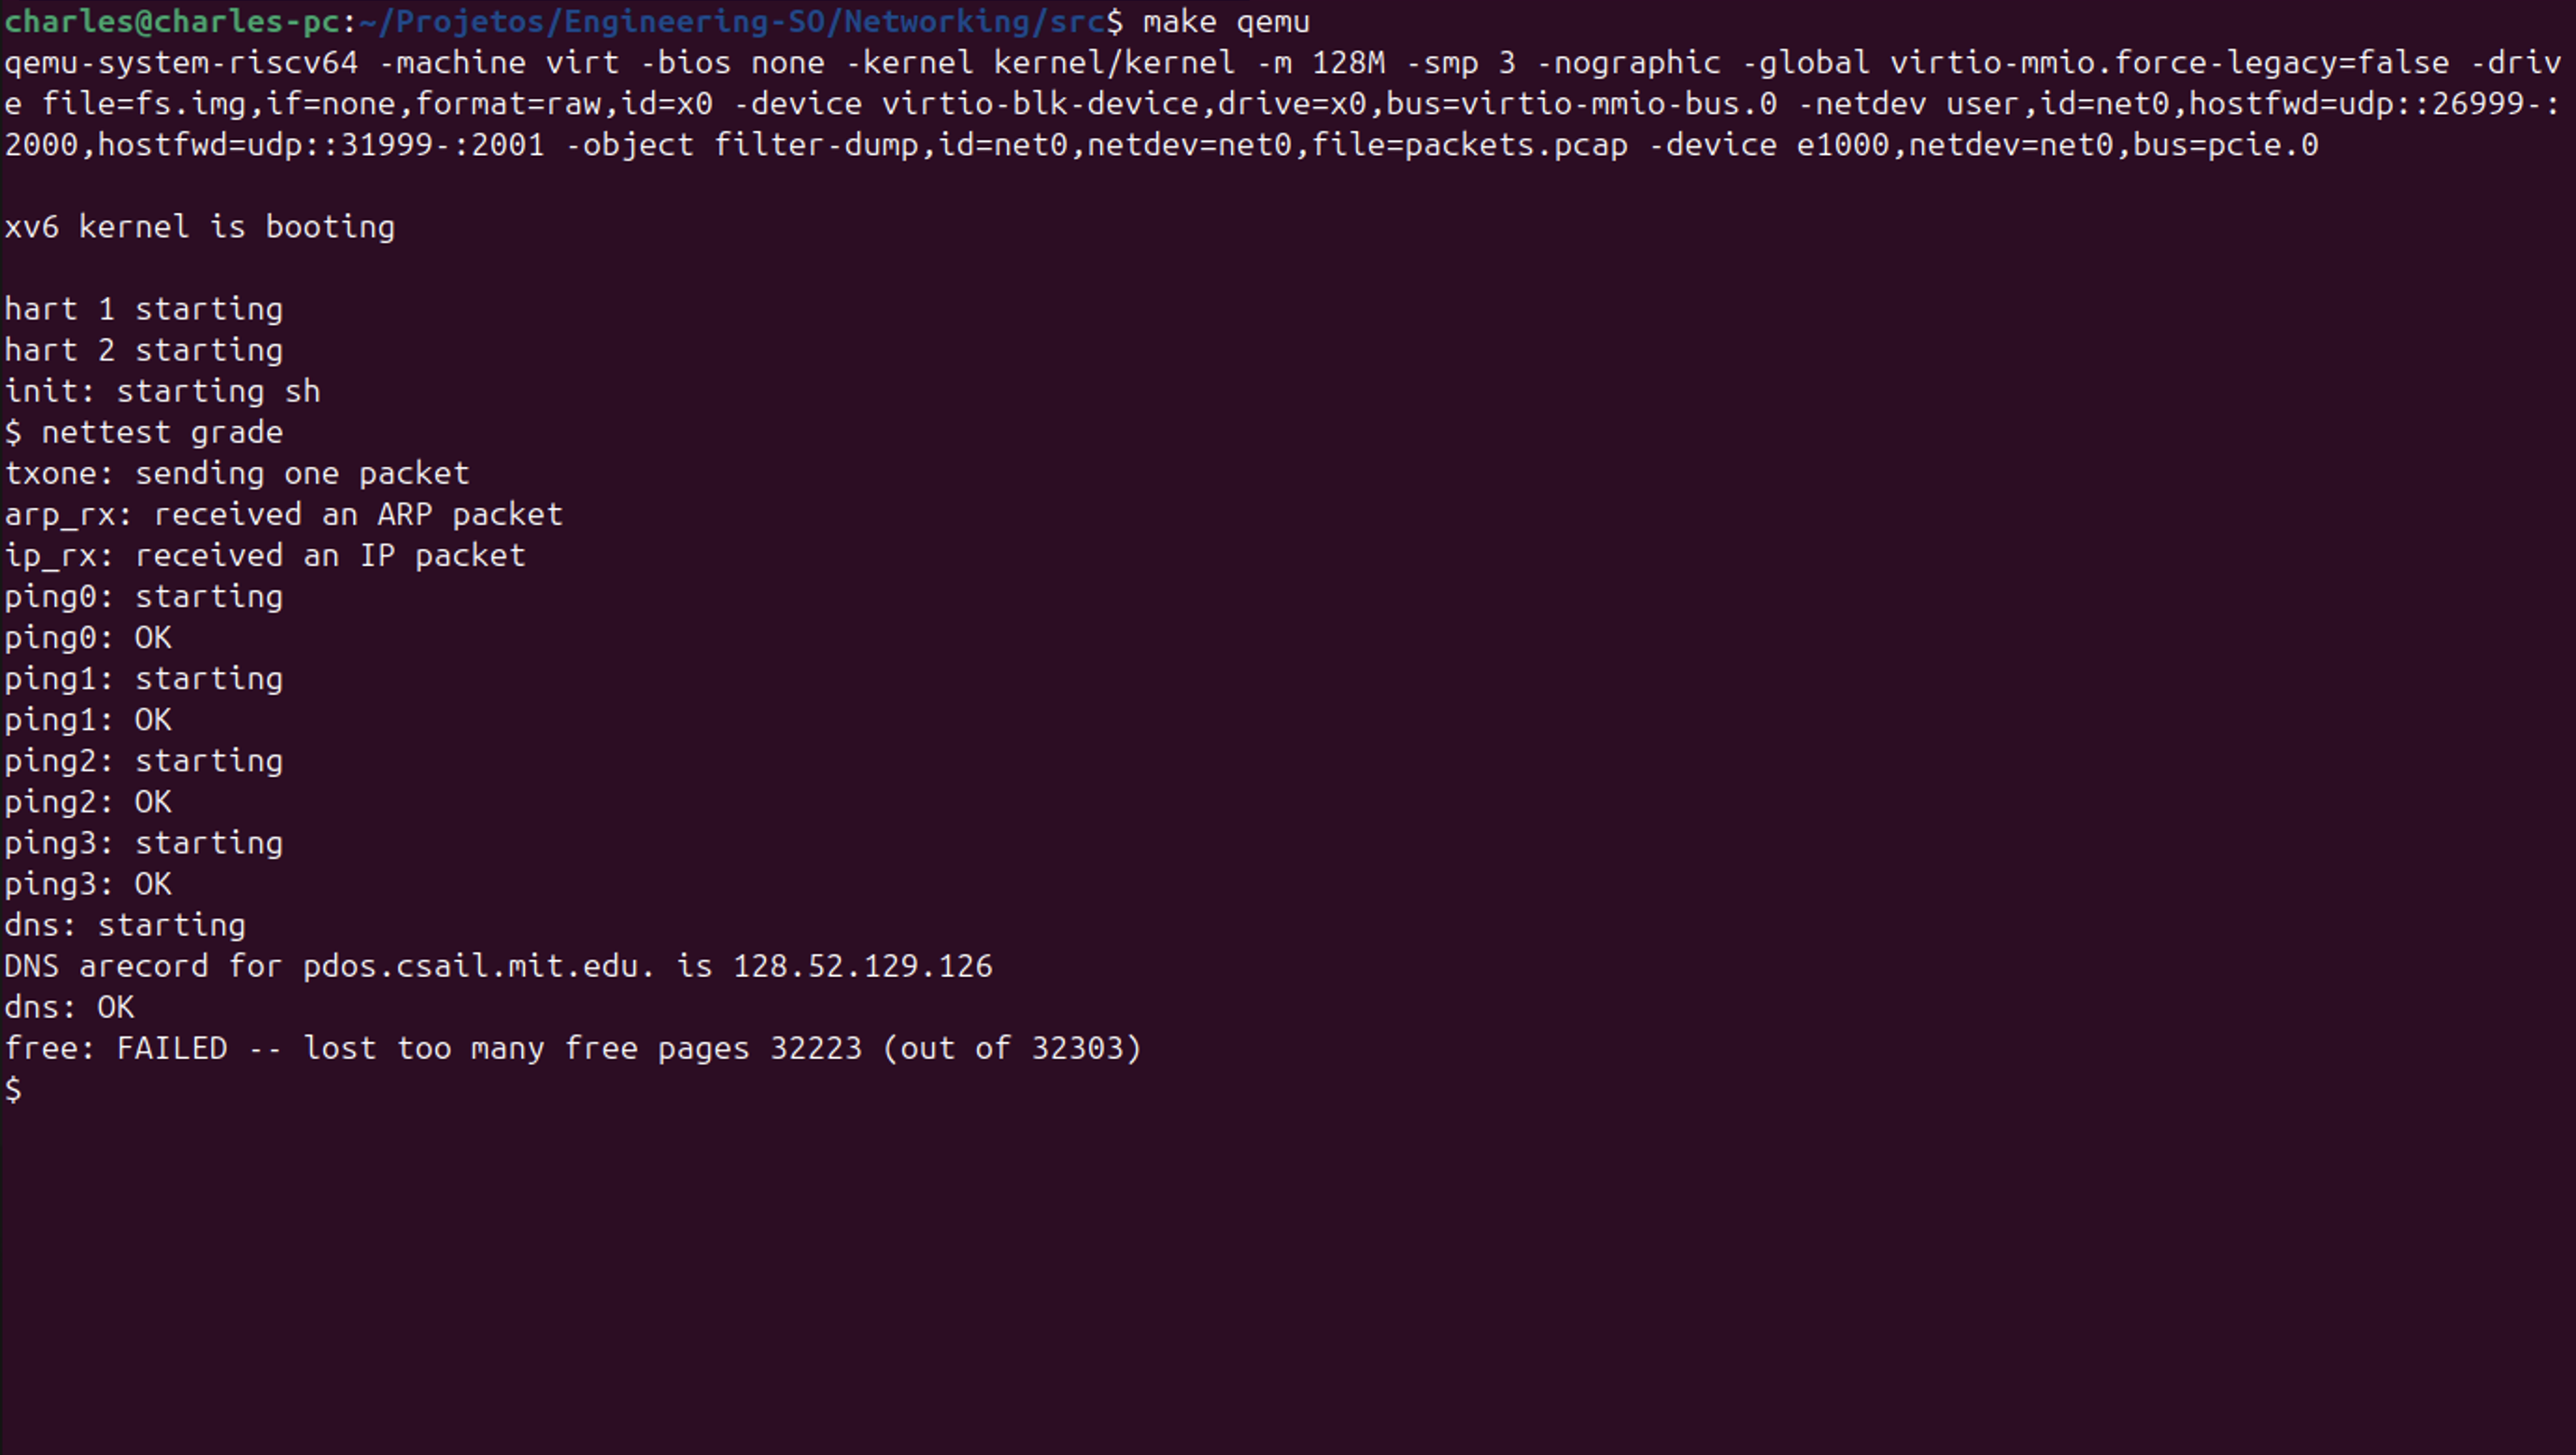 charles@charles-pc:~/Projetos/Engineering-SO/Networking/src$ make qemu
qemu-system-riscv64 -machine virt -bios none -kernel kernel/kernel -m 128M -smp 3 -nographic -global virtio-mmio.force-legacy=false -driv
e file=fs.img,if=none,format=raw,id=x0 -device virtio-blk-device,drive=x0,bus=virtio-mmio-bus.0 -netdev user,id=net0,hostfwd=udp::26999-:
2000,hostfwd=udp::31999-:2001 -object filter-dump,id=net0,netdev=net0,file=packets.pcap -device e1000,netdev=net0,bus=pcie.0
xv6 kernel is booting
hart 1 starting
hart 2 starting
init: starting sh
$ nettest grade
txone: sending one packet
arp_rx: received an ARP packet
ip_rx: received an IP packet
ping0: starting
ping0: OK
ping1: starting
ping1: OK
ping2: starting
ping2: OK
ping3: starting
ping3: OK
dns: starting
DNS arecord for pdos.csail.mit.edu. is 128.52.129.126
dns: OK
free: FAILED -- lost too many free pages 32223 (out of 32303)
$